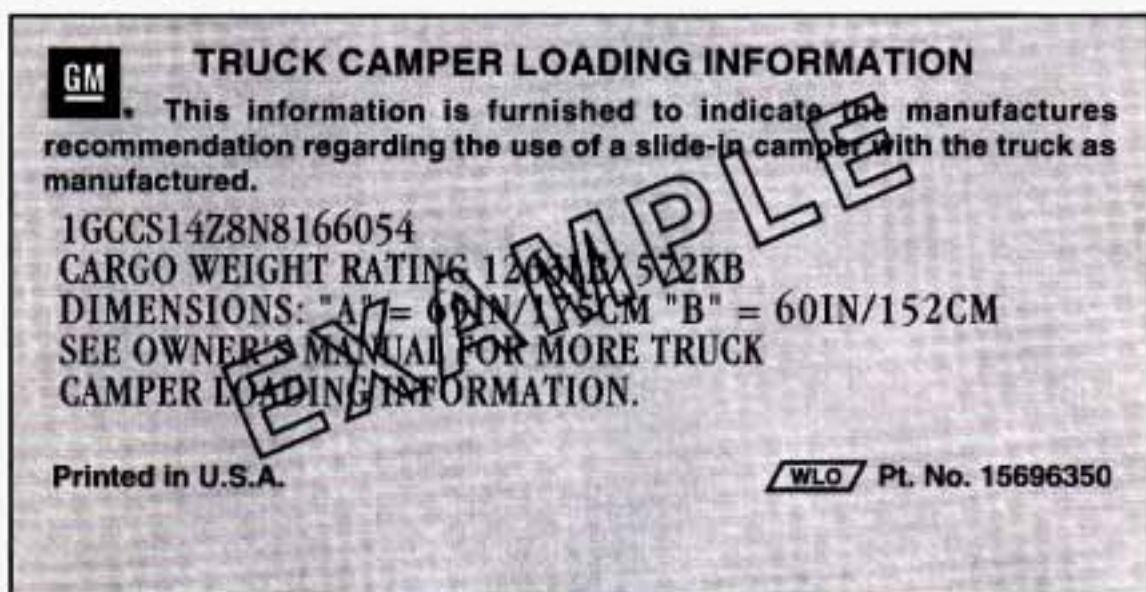 GM
TRUCK CAMPER LOADING INFORMATION
This information is furnished to indicate the manufactures
recommendation regarding the use of a slide-in camper with the truck as
manufactured.
1GCCS14Z8N8166054
CARGO WEIGHT RATING
DIMENSIONS: "A" = "B" = 60IN/152CM
SEE OWNER'S MANUAL FOR MORE TRUCK
CAMPER LOADING INFORMATION.
EXAMPLE
Printed in U.S.A.
WLO Pt. No. 15696350